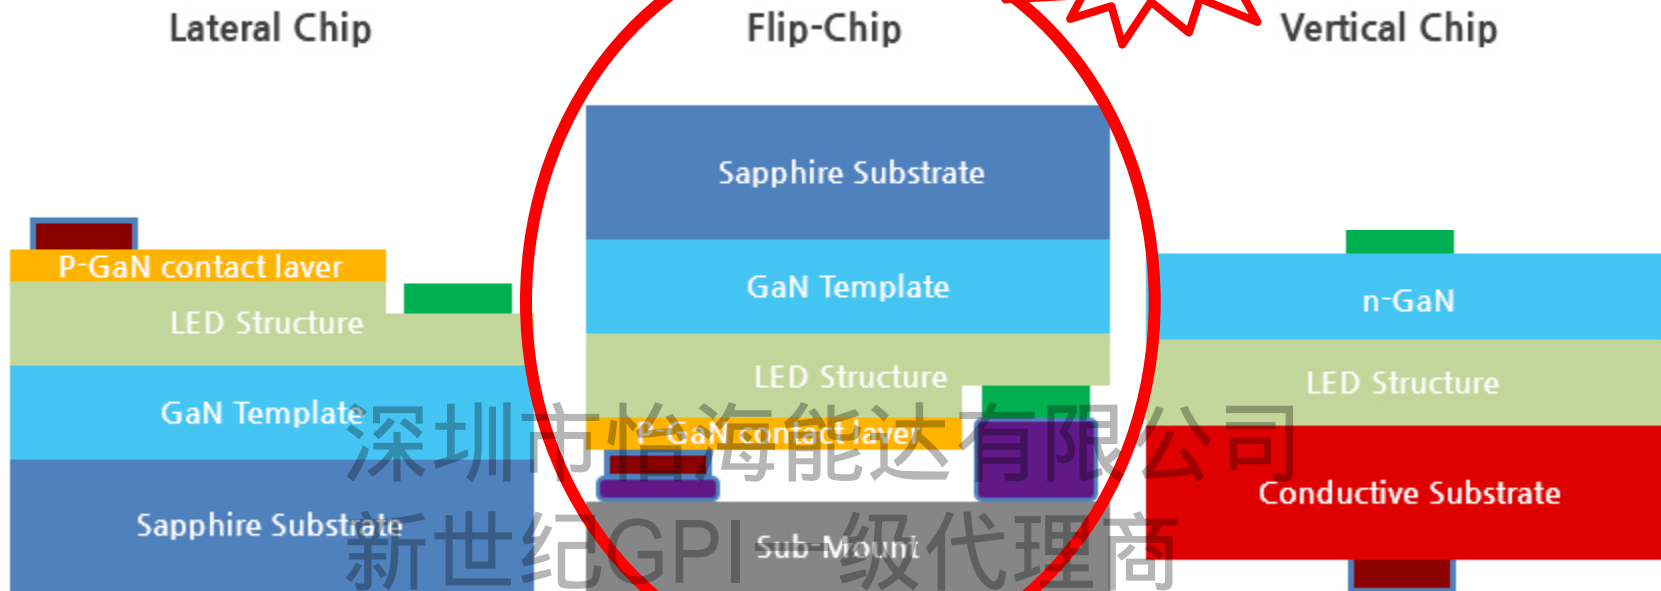 Lateral Chip
Flip-Chip
Vertical Chip
P-GaN contact laver
LED Structure
GaN Template
Sapphire Substrate
Sapphire Substrate
GaN Template
LED Structure
P-GaN contact layer
Sub-Mount
n-GaN
LED Structure
Conductive Substrate
深圳市怡海能达有限公司
新世纪GPI一级代理商